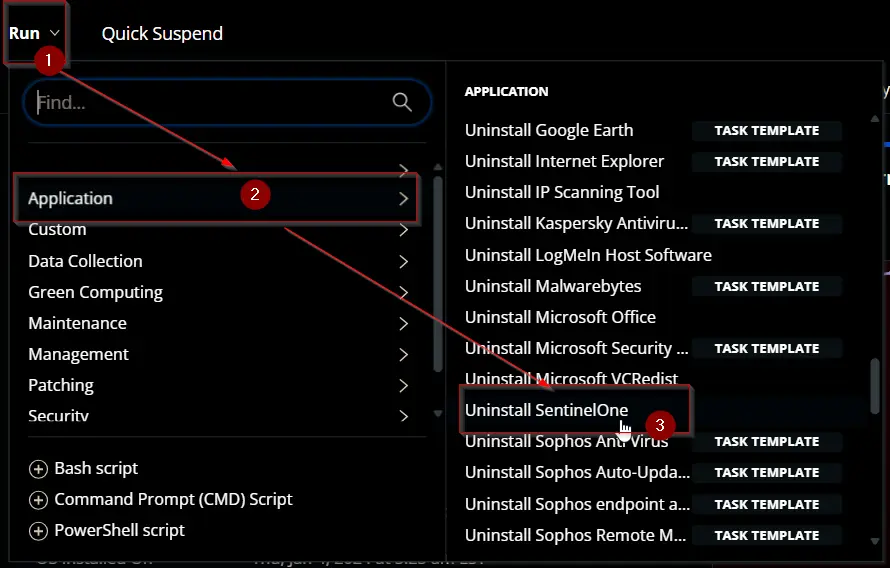 Run
Quick Suspend
1
Find...
2
Application
Custom
Data Collection
Green Computing
Maintenance
Management
Patching
Security
Bash script
Command Prompt (CMD) Script
PowerShell script
APPLICATION
Uninstall Google Earth TASK TEMPLATE
Uninstall Internet Explorer TASK TEMPLATE
Uninstall IP Scanning Tool
Uninstall Kaspersky Antiviru... TASK TEMPLATE
Uninstall LogMeIn Host Software
Uninstall Malwarebytes TASK TEMPLATE
Uninstall Microsoft Office
Uninstall Microsoft Security ... TASK TEMPLATE
Uninstall Microsoft VCRedist
Uninstall SentinelOne
3
Uninstall Sophos Anti Virus TASK TEMPLATE
Uninstall Sophos Auto-Upda... TASK TEMPLATE
Uninstall Sophos endpoint a... TASK TEMPLATE
Uninstall Sophos Remote M... TASK TEMPLATE